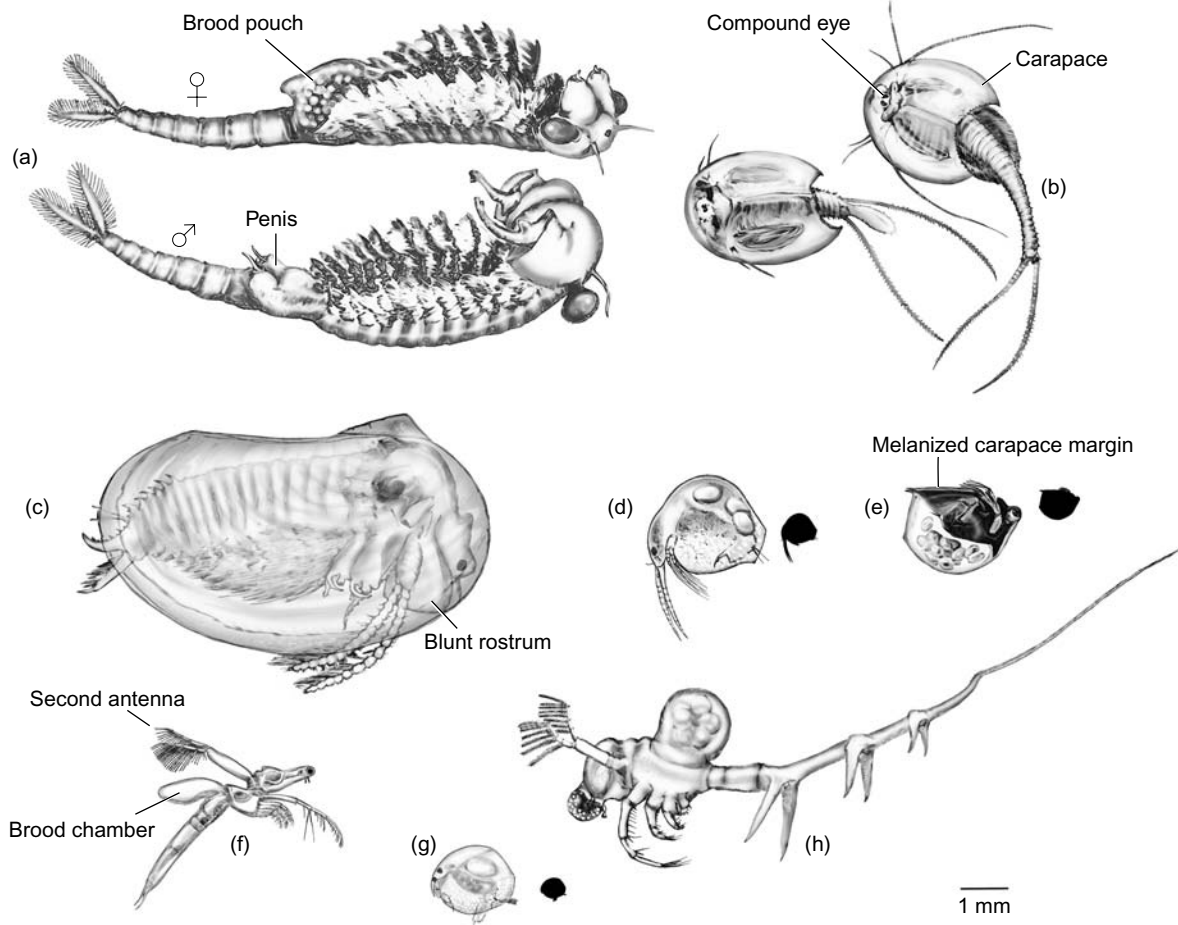 Brood pouch
♀
(a)
Penis
♂
Compound eye
Carapace
(b)
(c)
Blunt rostrum
(d)
Melanized carapace margin
(e)
Second antenna
Brood chamber
(f)
(g)
(h)
1 mm